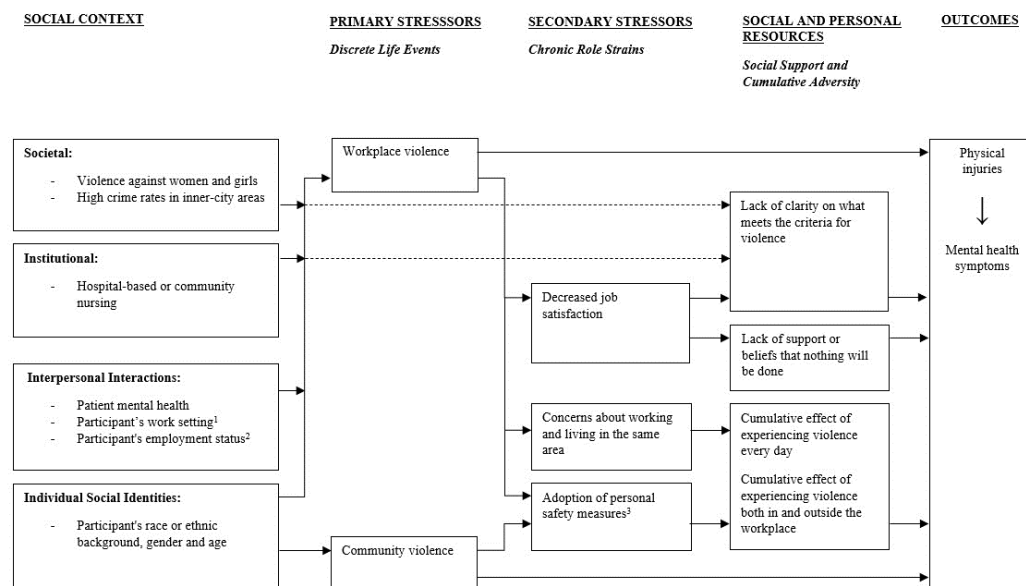 SOCIAL CONTEXT
PRIMARY STRESSSORS
Discrete Life Events
SECONDARY STRESSORS
Chronic Role Strains
SOCIAL AND PERSONAL
RESOURCES
Social Support and
Cumulative Adversity
OUTCOMES
Societal:
- Violence against women and girls
- High crime rates in inner-city areas
Institutional:
- Hospital-based or community
nursing
Interpersonal Interactions:
- Patient mental health
- Participant’s work setting¹
- Participant's employment status²
Individual Social Identities:
- Participant's race or ethnic
background, gender and age
Workplace violence
Community violence
Decreased job
satisfaction
Concerns about working
and living in the same
area
Adoption of personal
safety measures³
Lack of clarity on what
meets the criteria for
violence
Lack of support or
beliefs that nothing will
be done
Cumulative effect of
experiencing violence
every day
Cumulative effect of
experiencing violence
both in and outside the
workplace
Physical
injuries
Mental health
symptoms